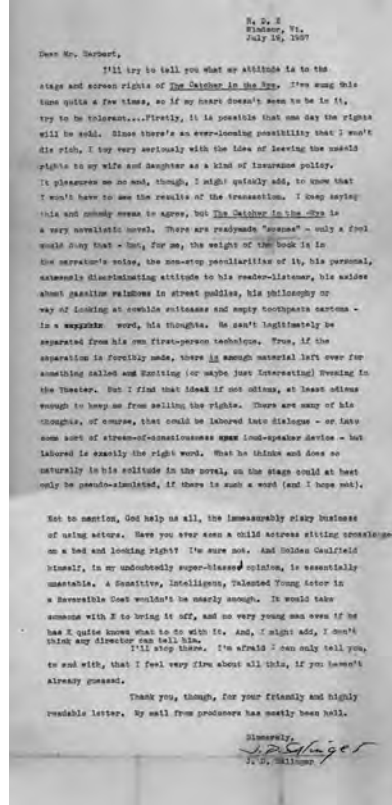 R. D. 2
Windsor, Vt.
July 19, 1957
Dear Mr. Herbert,
I'll try to tell you what my attitude is to the
stage and screen rights of The Catcher in the Rye. I've sung this
tune quite a few times, so if my heart doesn't seem to be in it,
try to be tolerant....Firstly, it is possible that one day the rights
will be sold. Since there's an ever-looming possibility that I won't
die rich, I toy very seriously with the idea of leaving the unsold
rights to my wife and daughter as a kind of insurance policy.
It pleasures me no end, though, I might quickly add, to know that
I won't have to see the results of the transaction. I keep saying
this and nobody seems to agree, but The Catcher in the Rye is
a very novelistic novel. There are readymade "scenes" - only a fool
would deny that - but, for me, the weight of the book is in
the narrator's voice, the non-stop peculiarities of it, his personal,
extremely discriminating attitude to his reader-listener, his asides
about gasoline rainbows in street puddles, his philosophy or
way of looking at cowhide suitcases and empty toothpaste cartons -
in a word, his thoughts. He can't legitimately be
separated from his own first-person technique. True, if the
separation is forcibly made, there is enough material left over for
something called an Exciting (or maybe just Interesting) Evening in
the Theater. But I find that idea if not odious, at least odious
enough to keep me from selling the rights. There are many of his
thoughts, of course, that could be labored into dialogue - or into
some sort of stream-of-consciousness loud-speaker device - but
labored is exactly the right word. What he thinks and does so
naturally in his solitude in the novel, on the stage could at best
only be pseudo-simulated, if there is such a word (and I hope not).
Not to mention, God help us all, the immeasurably risky business
of using actors. Have you ever seen a child actress sitting crosslegged
on a bed and looking right? I'm sure not. And Holden Caulfield
himself, in my undoubtedly super-biassed opinion, is essentially
unactable. A Sensitive, Intelligent, Talented Young Actor in
a Reversible Coat wouldn't be nearly enough. It would take
someone with X to bring it off, and no very young man even if he
has X quite knows what to do with it. And, I might add, I don't
think any director can tell him.
I'll stop there. I'm afraid I can only tell you,
to end with, that I feel very firm about all this, if you haven't
already guessed.
Thank you, though, for your friendly and highly
readable letter. My mail from producers has mostly been hell.
Sincerely,
J. D. Salinger
J. D. Salinger